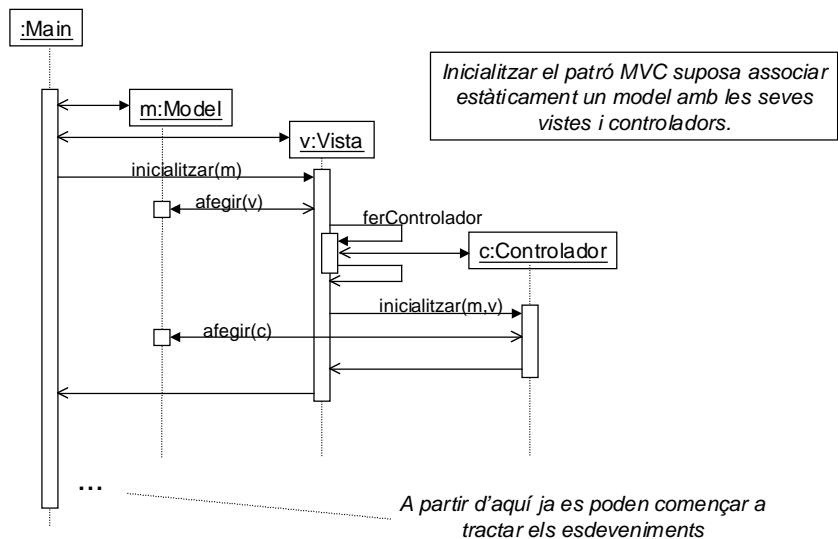 :Main
Inicialitzar el patró MVC suposa associar
estàticament un model amb les seves
vistes i controladors.
m:Model
v:Vista
inicialitzar(m)
afegir(v)
ferControlador
c:Controlador
inicialitzar(m,v)
afegir(c)
...
A partir d'aquí ja es poden començar a
tractar els esdeveniments